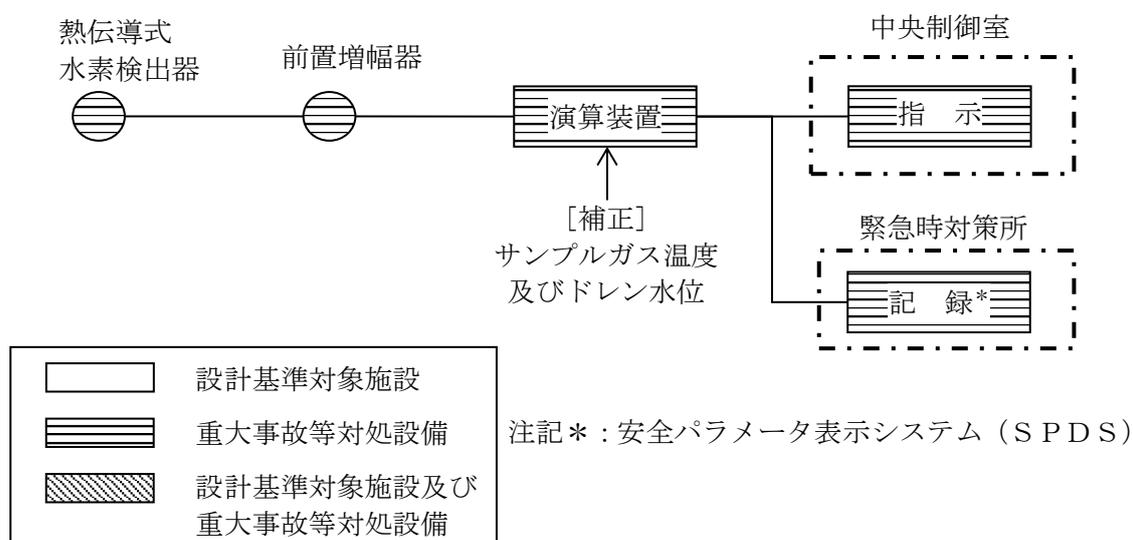 熱伝導式
水素検出器
前置増幅器
演算装置
中央制御室
指 示
[補正]
サンプルガス温度
及びドレン水位
緊急時対策所
記 録*
設計基準対象施設
重大事故等対処設備
設計基準対象施設及び
重大事故等対処設備
注記＊:安全パラメータ表示システム（ＳＰＤＳ）